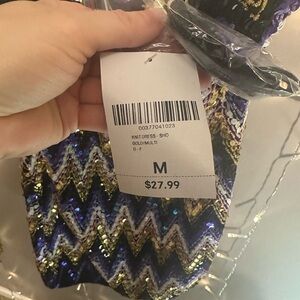 00377041023
KNIT DRESS - SHO
GOLD/MULTI
M
$27.99